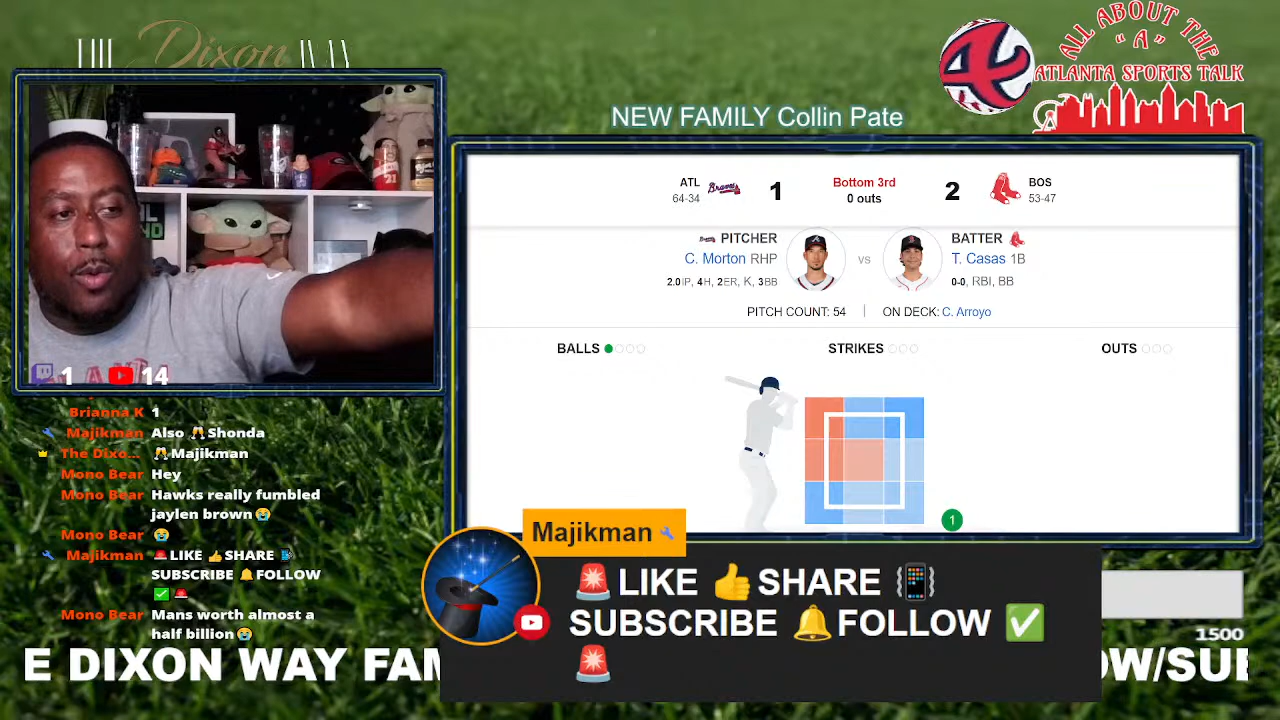 Dixon
ALL ABOUT THE
"A"
ATLANTA SPORTS TALK
NEW FAMILY Collin Pate
ATL
64-34
Braves
1
Bottom 3rd
0 outs
2
BOS
53-47
PITCHER
C. Morton RHP
2.0 IP, 4 H, 2 ER, K, 3 BB
vs
BATTER
T. Casas 1B
0-0, RBI, BB
PITCH COUNT: 54
ON DECK: C. Arroyo
BALLS
STRIKES
OUTS
1
21
1
14
Brianna K 1
Majikman Also 🥂Shonda
The Dixo... 🥂Majikman
Mono Bear Hey
Mono Bear Hawks really fumbled
jaylen brown😭
Mono Bear 😭
Majikman 🚨LIKE 👍SHARE 📳
SUBSCRIBE 🔔FOLLOW
✅ 🚨
Mono Bear Mans worth almost a
half billion😭
Majikman
🚨LIKE 👍SHARE 📳
SUBSCRIBE 🔔FOLLOW ✅
🚨
1500
E DIXON WAY FAM
OW/SUB